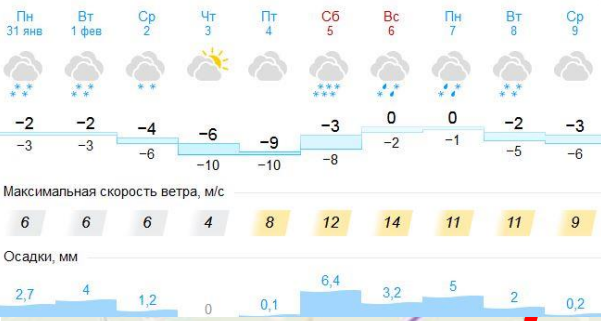 Пн Вт Ср Чт Пт Сб Вс Пн Вт Ср
31 янв 1 фев 2 3 4 5 6 7 8 9
−2 −2 −4 −6 −9 −3 0 0 −2 −3
−3 −3 −6 −10 −10 −8 −2 −1 −5 −6
Максимальная скорость ветра, м/с
6 6 6 4 8 12 14 11 11 9
Осадки, мм
2,7 4 1,2 0 0,1 6,4 3,2 5 2 0,2